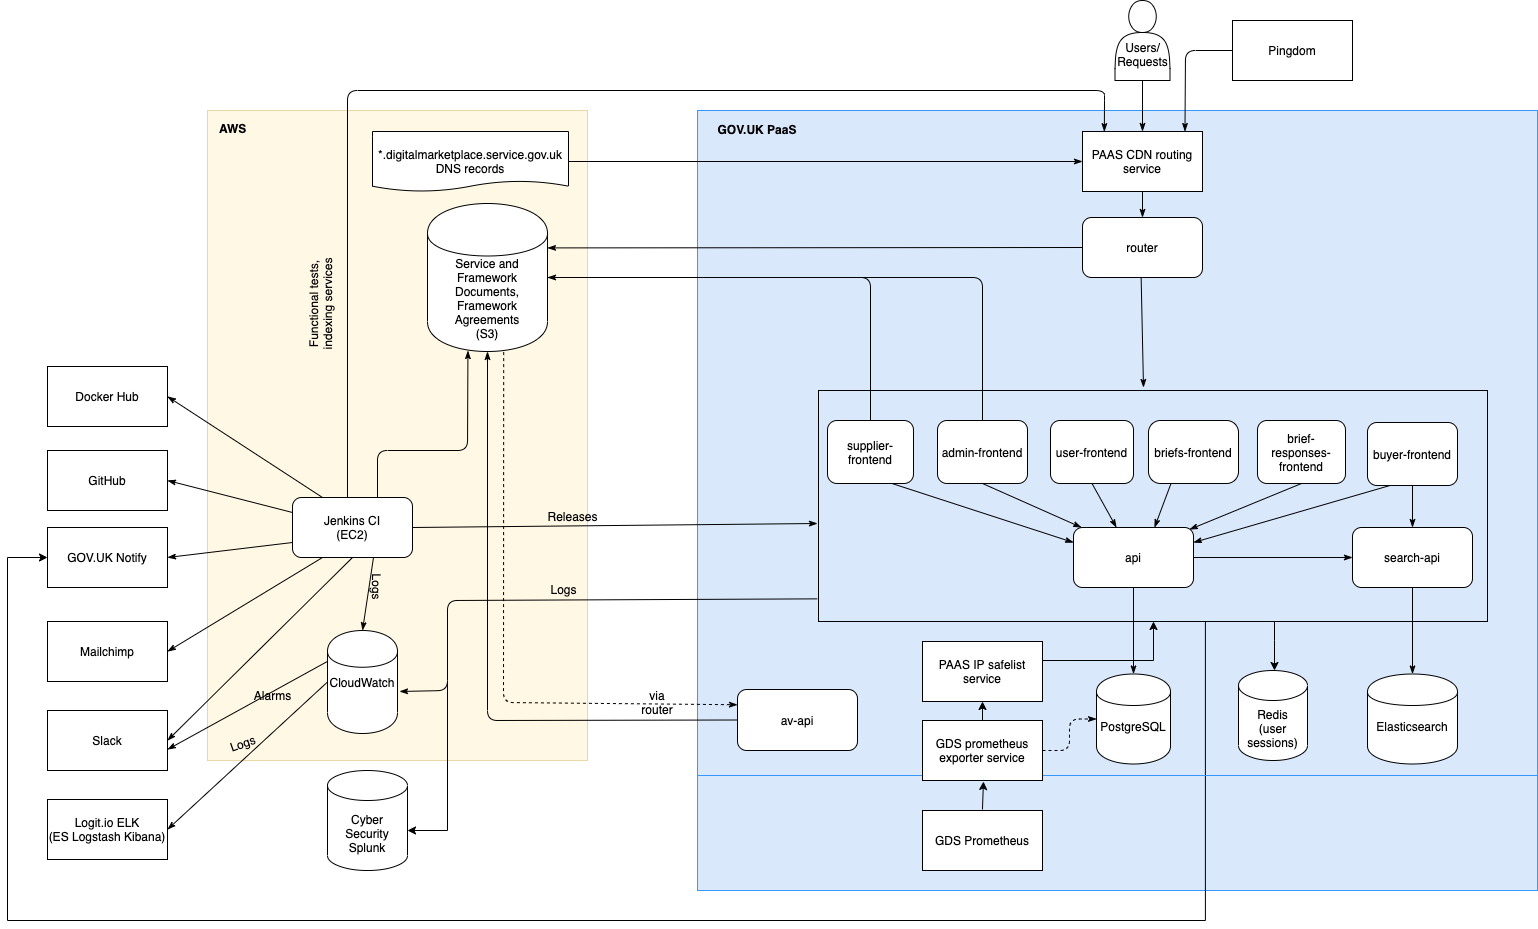 Users/
Requests
Pingdom
AWS
GOV.UK PaaS
*.digitalmarketplace.service.gov.uk
DNS records
PAAS CDN routing
service
router
Service and
Framework
Documents,
Framework
Agreements
(S3)
Functional tests,
indexing services
Docker Hub
GitHub
GOV.UK Notify
Mailchimp
Slack
Logit.io ELK
(ES Logstash Kibana)
Jenkins CI
(EC2)
Releases
Logs
Logs
CloudWatch
Alarms
Logs
Cyber
Security
Splunk
supplier-
frontend
admin-frontend
user-frontend
briefs-frontend
brief-
responses-
frontend
buyer-frontend
api
search-api
via
router
av-api
PAAS IP safelist
service
GDS prometheus
exporter service
GDS Prometheus
PostgreSQL
Redis
(user
sessions)
Elasticsearch